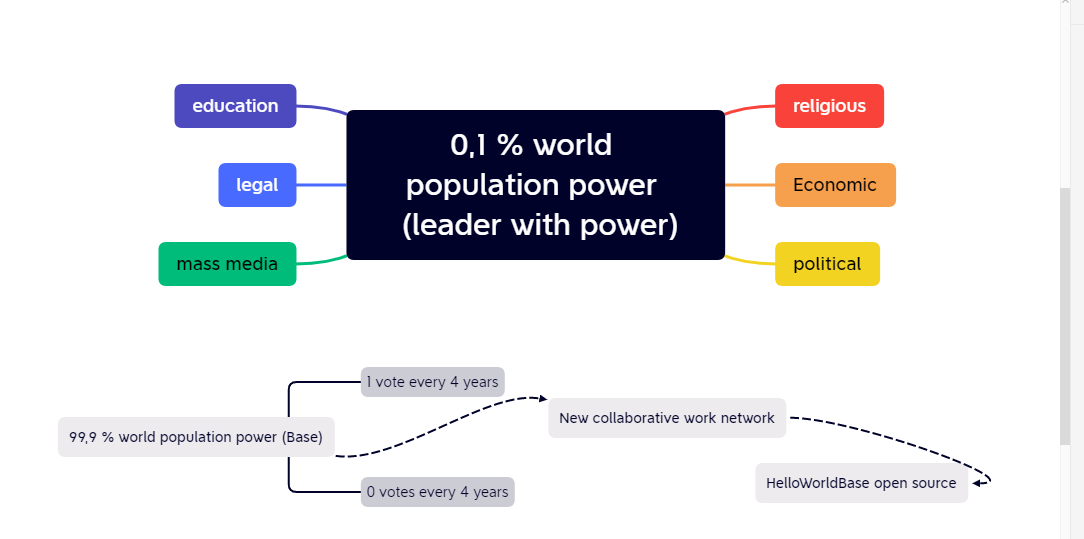 education
religious
0,1 % world
population power
(leader with power)
legal
Economic
mass media
political
1 vote every 4 years
New collaborative work network
99,9 % world population power (Base)
HelloWorldBase open source
0 votes every 4 years